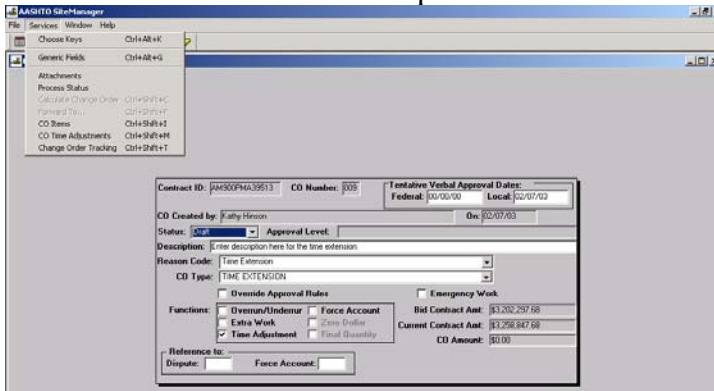 AASHTO SiteManager
File Services Window Help
Choose Keys Ctrl+Alt+K
Generic Fields Ctrl+Alt+G
Attachments
Process Status
Calculate Change Order Ctrl+Shift+C
Forward To... Ctrl+Shift+F
CO Items Ctrl+Shift+I
CO Time Adjustments Ctrl+Shift+M
Change Order Tracking Ctrl+Shift+T
Contract ID: AM900PMA39513 CO Number: 009 Tentative Verbal Approval Dates:
Federal: 00/00/00 Local: 02/07/03
CO Created by: Kathy Hinson On: 02/07/03
Status: Draft Approval Level:
Description: Enter description here for the time extension
Reason Code: Time Extension
CO Type: TIME EXTENSION
Override Approval Rules Emergency Work
Functions: Overrun/Underrun Force Account Bid Contract Amt: $3,202,297.68
Extra Work Zero Dollar Current Contract Amt: $3,258,847.68
Time Adjustment Final Quantity CO Amount: $0.00
Reference to:
Dispute: Force Account: